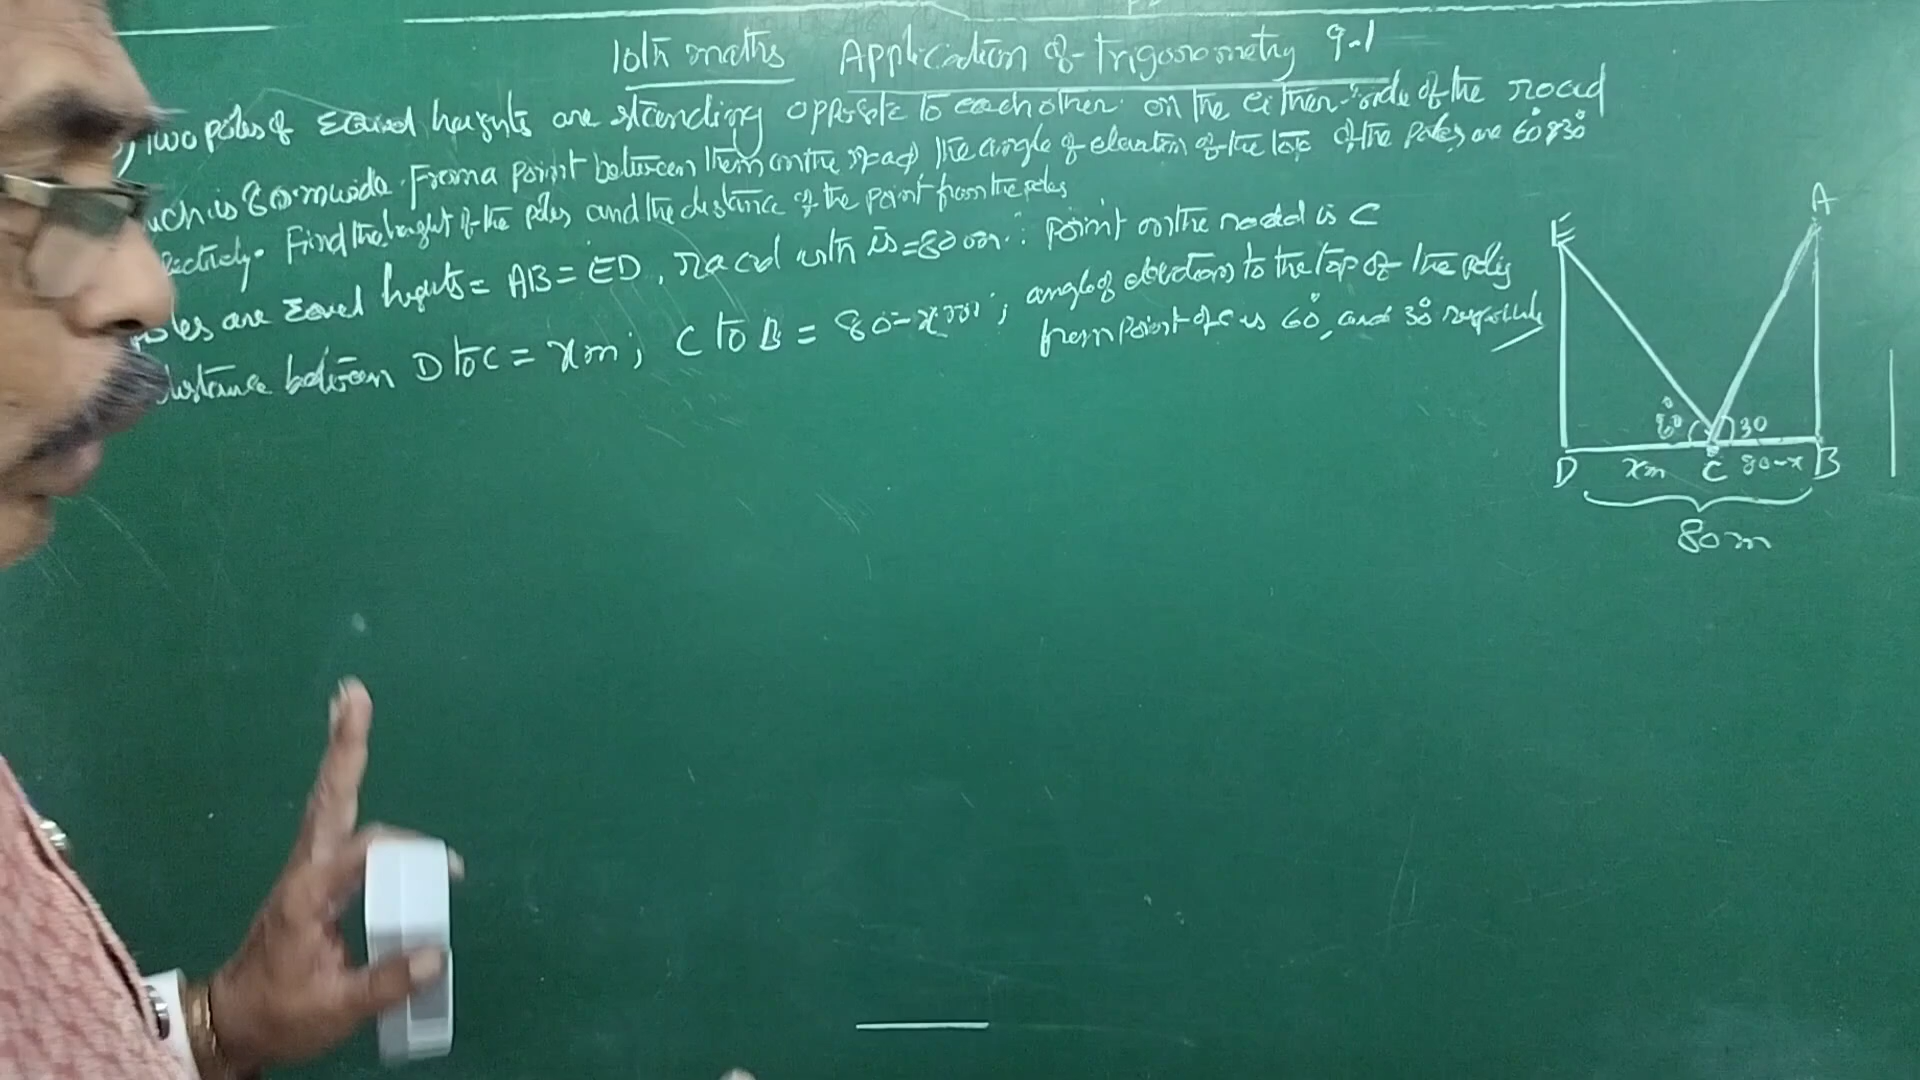 10th maths Application of Trigonometry 9.1
Two poles of Equal heights are standing opposite to each other on the either side of the road
which is 80 m wide. From a point between them on the road, the angle of elevation of the top of the poles, are 60° & 30°
ectively. Find the height of the poles and the distance of the point from the poles
oles are Equal heights = AB = ED, Road with is = 80 m. : point on the road is C
Distance between D to C = x m; C to B = 80-x m; angle of elevations to the top of the poles
from point of C is 60°, and 30°
E
A
60°
30
D
x m
C
80-x
B
80 m